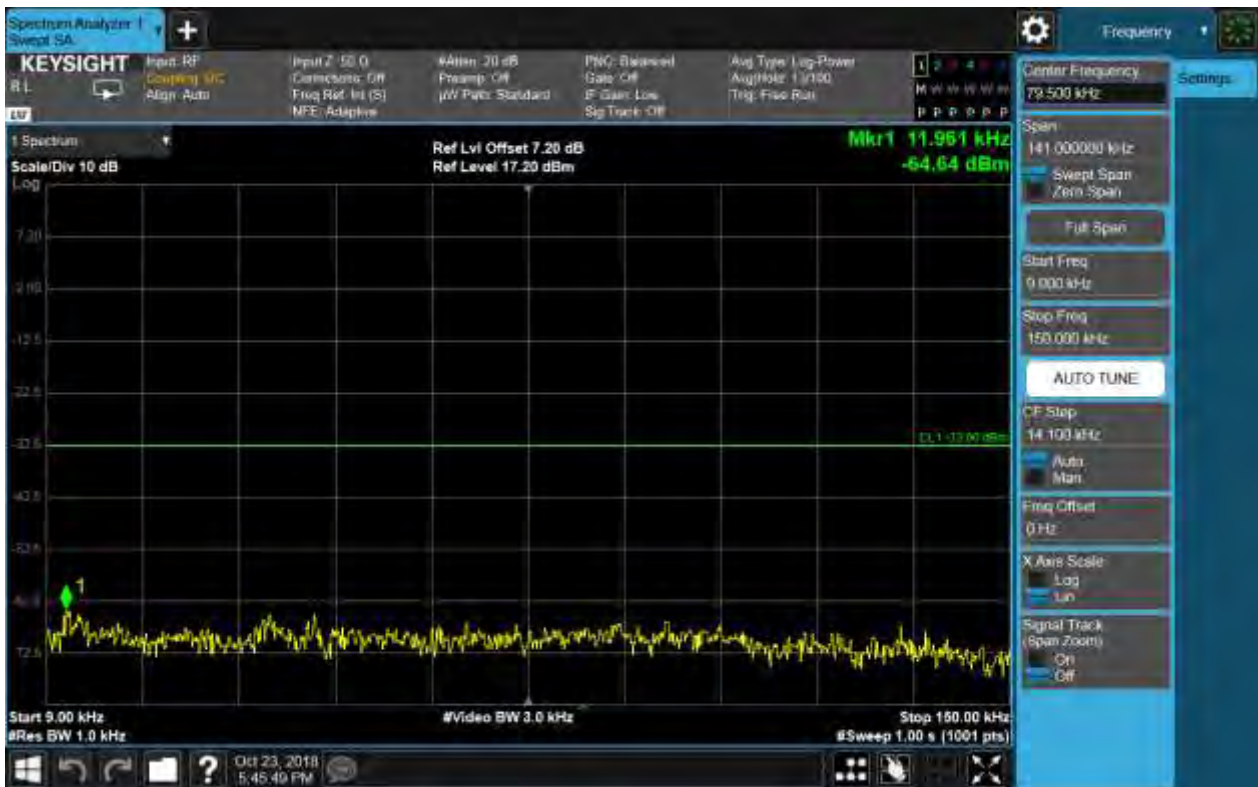 Spectrum Analyzer 1
Swept SA
+
Frequency
KEYSIGHT
Input: RF
Coupling: DC
Align: Auto
Input Z: 50 Ω
Corrections: Off
Freq Ref: Int (S)
NFE: Adaptive
#Atten: 20 dB
Preamp: Off
µW Path: Standard
PNO: Balanced
Gate: Off
IF Gain: Low
Sig Track: Off
Avg Type: Log-Power
Avg|Hold: 13/100
Trig: Free Run
M W W W W W
P P P P P P
Center Frequency
79.500 kHz
Settings
Span
141.000000 kHz
Swept Span
Zero Span
Full Span
Start Freq
9.000 kHz
Stop Freq
150.000 kHz
AUTO TUNE
CF Step
14.100 kHz
Auto
Man
Freq Offset
0 Hz
X Axis Scale
Log
Lin
Signal Track
(Span Zoom)
On
Off
1 Spectrum
Scale/Div 10 dB
Log
Ref Lvl Offset 7.20 dB
Ref Level 17.20 dBm
Mkr1 11.961 kHz
-64.64 dBm
7.20
-2.80
-12.8
-22.8
-32.8
-42.8
-52.8
-62.8
-72.8
DL1 -33.00 dBm
1
Start 9.00 kHz
#Res BW 1.0 kHz
#Video BW 3.0 kHz
Stop 150.00 kHz
#Sweep 1.00 s (1001 pts)
?
Oct 23, 2018
5:45:49 PM